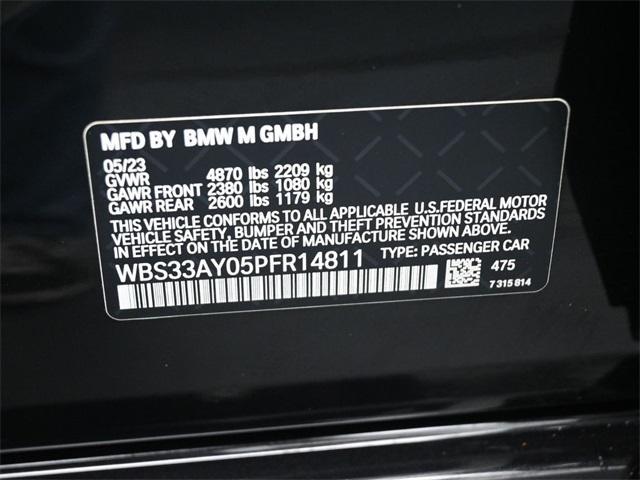 MFD BY BMW M GMBH
05/23
GVWR 4870 lbs 2209 kg
GAWR FRONT 2380 lbs 1080 kg
GAWR REAR 2600 lbs 1179 kg
THIS VEHICLE CONFORMS TO ALL APPLICABLE U.S.FEDERAL MOTOR
VEHICLE SAFETY, BUMPER, AND THEFT PREVENTION STANDARDS
IN EFFECT ON THE DATE OF MANUFACTURE SHOWN ABOVE.
WBS33AY05PFR14811 TYPE: PASSENGER CAR
475
7 315 814